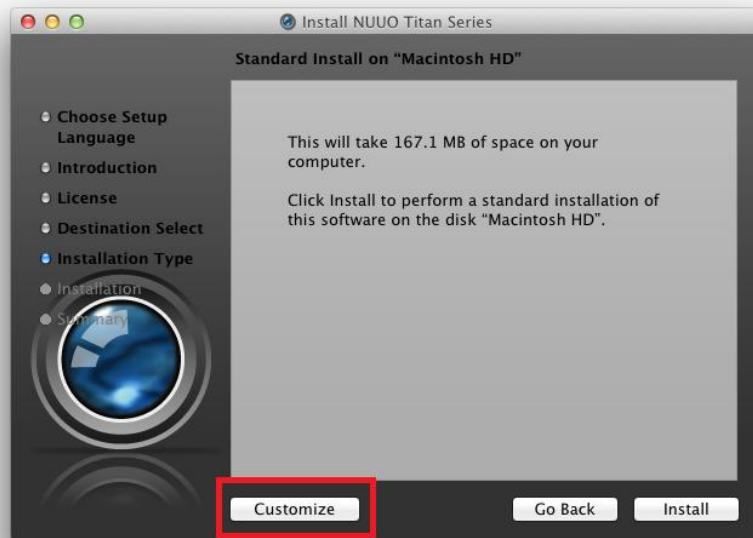 Install NUUO Titan Series
Standard Install on “Macintosh HD”
Choose Setup
Language
Introduction
License
Destination Select
Installation Type
Installation
Summary
This will take 167.1 MB of space on your
computer.
Click Install to perform a standard installation of
this software on the disk “Macintosh HD”.
Customize
Go Back
Install